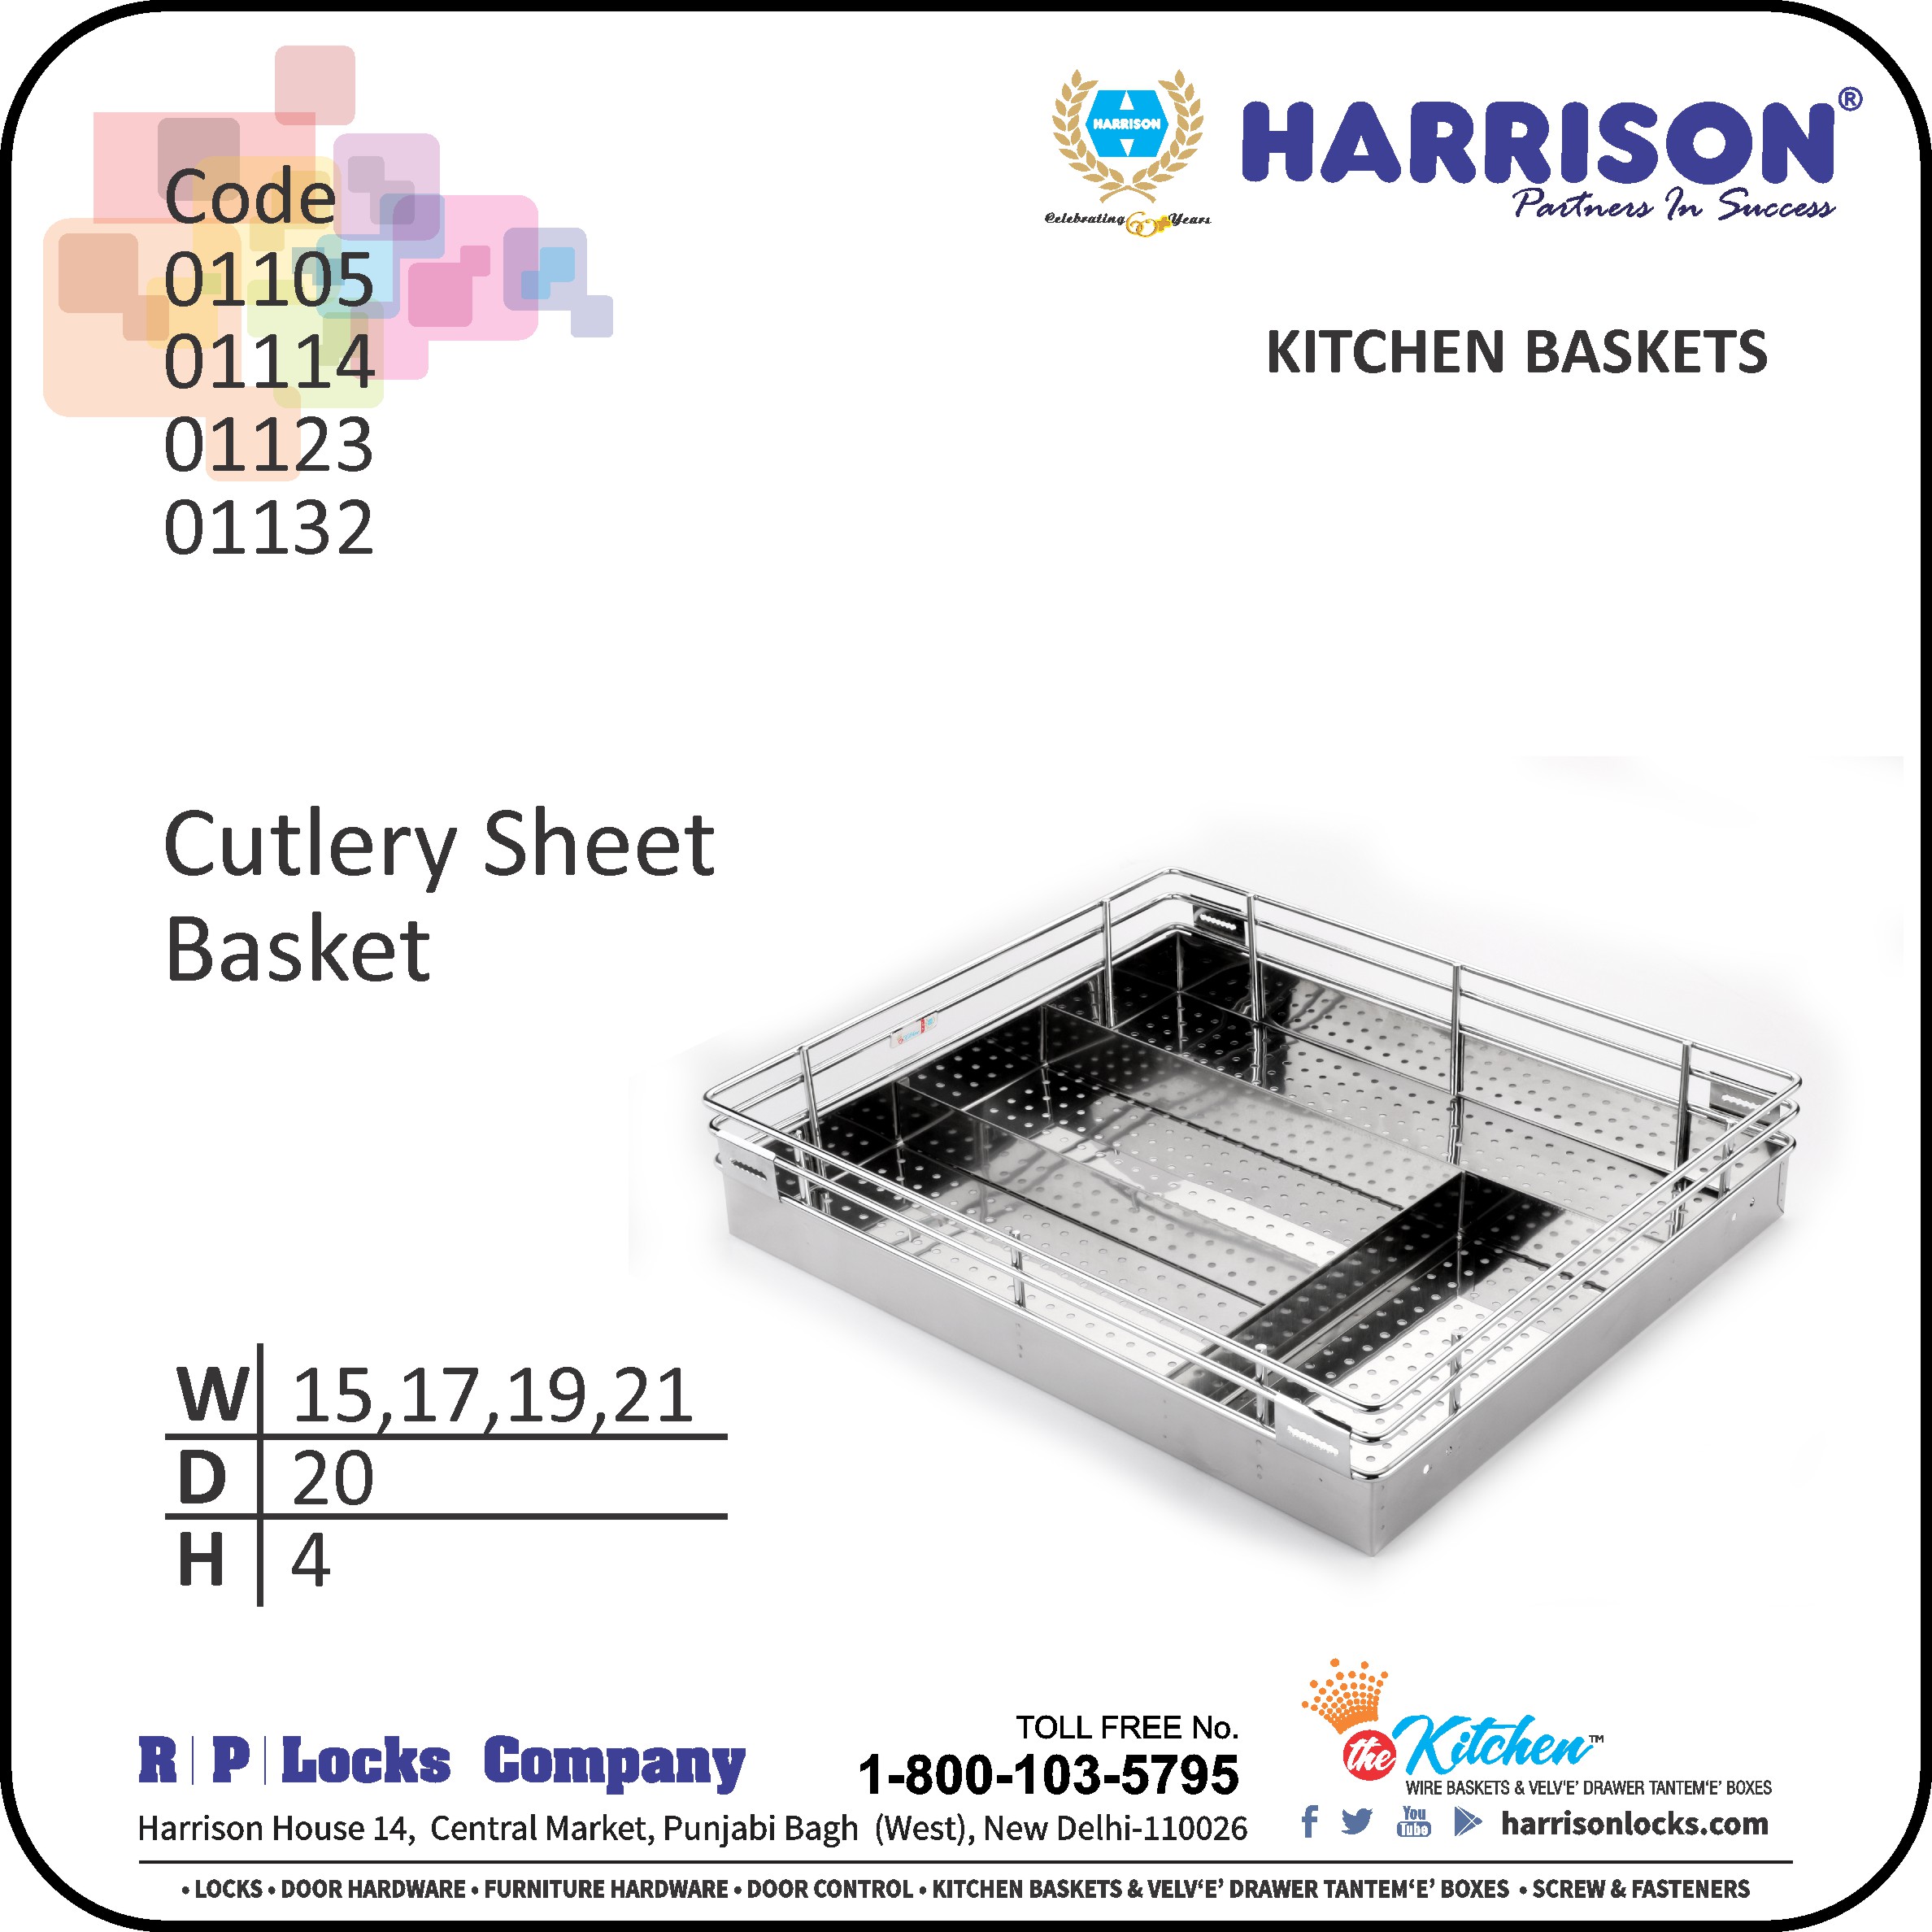 Code
01105
01114
01123
01132
HARRISON
Celebrating 60+ Years
HARRISON®
Partners In Success
KITCHEN BASKETS
Cutlery Sheet
Basket
W 15,17,19,21
D 20
H 4
R P Locks Company
Harrison House 14, Central Market, Punjabi Bagh (West), New Delhi-110026
TOLL FREE No.
1-800-103-5795
the Kitchen™
WIRE BASKETS & VELV'E' DRAWER TANTEM‘E’ BOXES
f You Tube harrisonlocks.com
• LOCKS • DOOR HARDWARE • FURNITURE HARDWARE • DOOR CONTROL • KITCHEN BASKETS & VELV‘E’ DRAWER TANTEM‘E’ BOXES • SCREW & FASTENERS